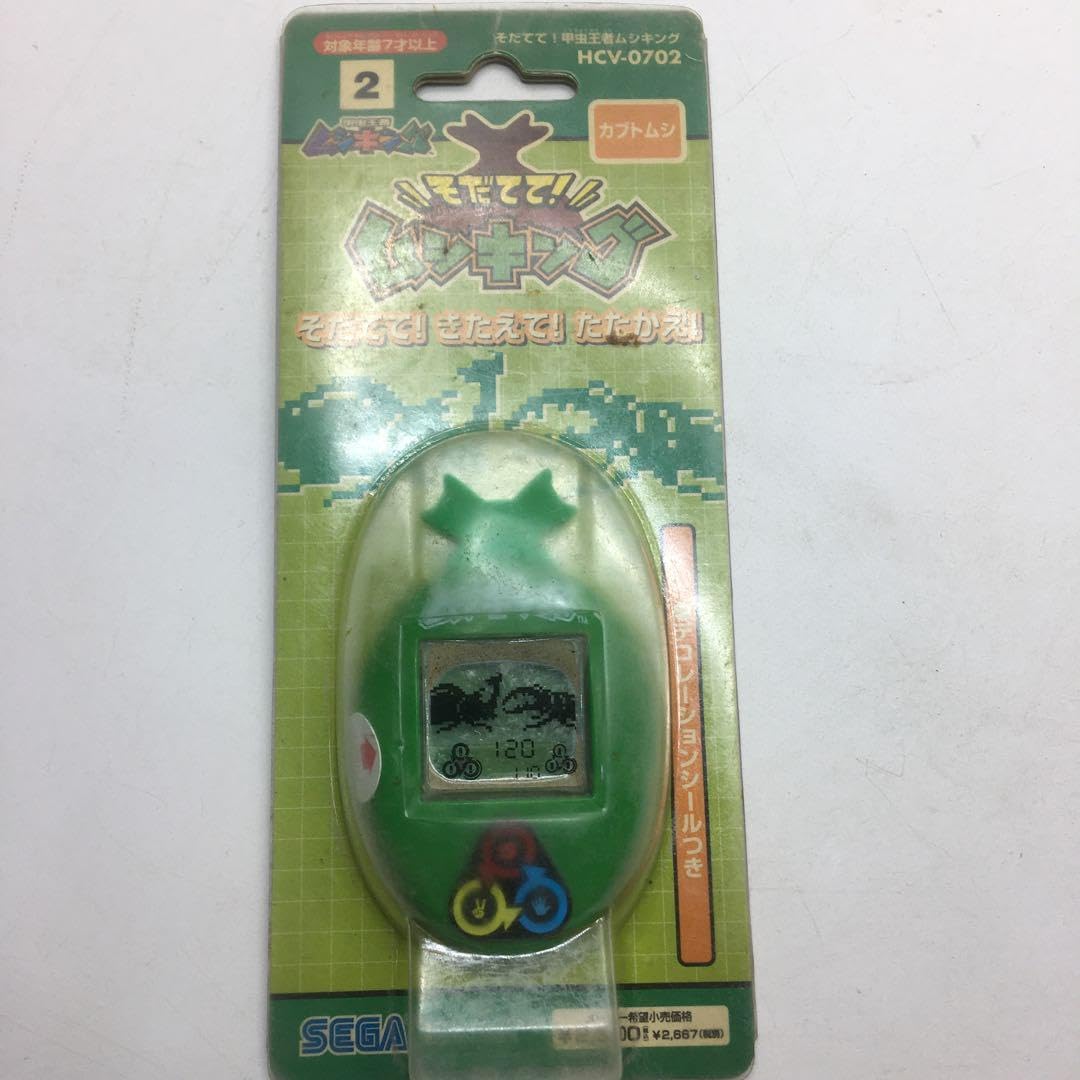 対象年齢7才以上
そだてて!甲虫王者ムシキング
HCV-0702
2
甲虫王者
ムシキング
カブトムシ
そだてて!
ムシキング
そだてて! きたえて! たたかえ!
120
110
デコレーションシールつき
SEGA
ー希望小売価格
¥2,667(税別)